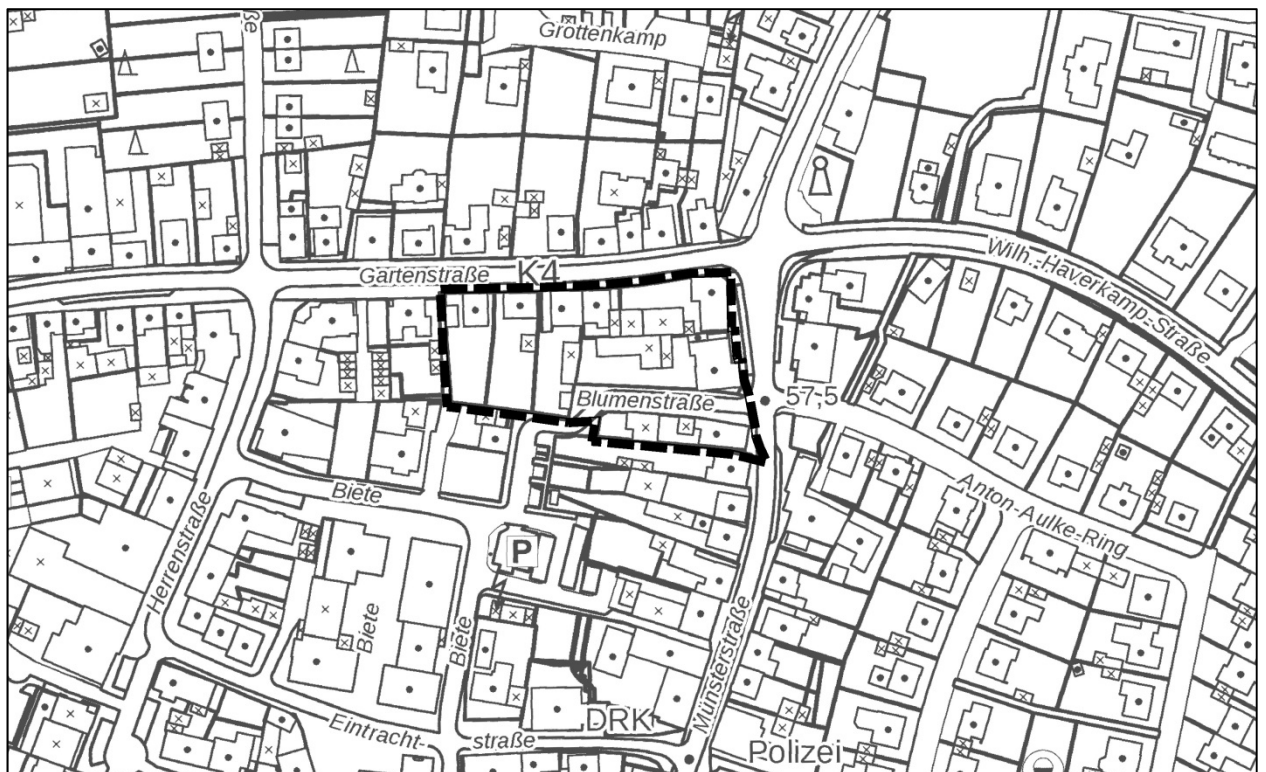 ße
Grottenkamp
Gartenstraße
K4
Wilh.-Haverkamp-Straße
Blumenstraße
57,5
Biete
P
Anton-Aulke-Ring
Herrenstraße
Biete
Biete
Münsterstraße
Eintracht-
straße
DRK
Polizei